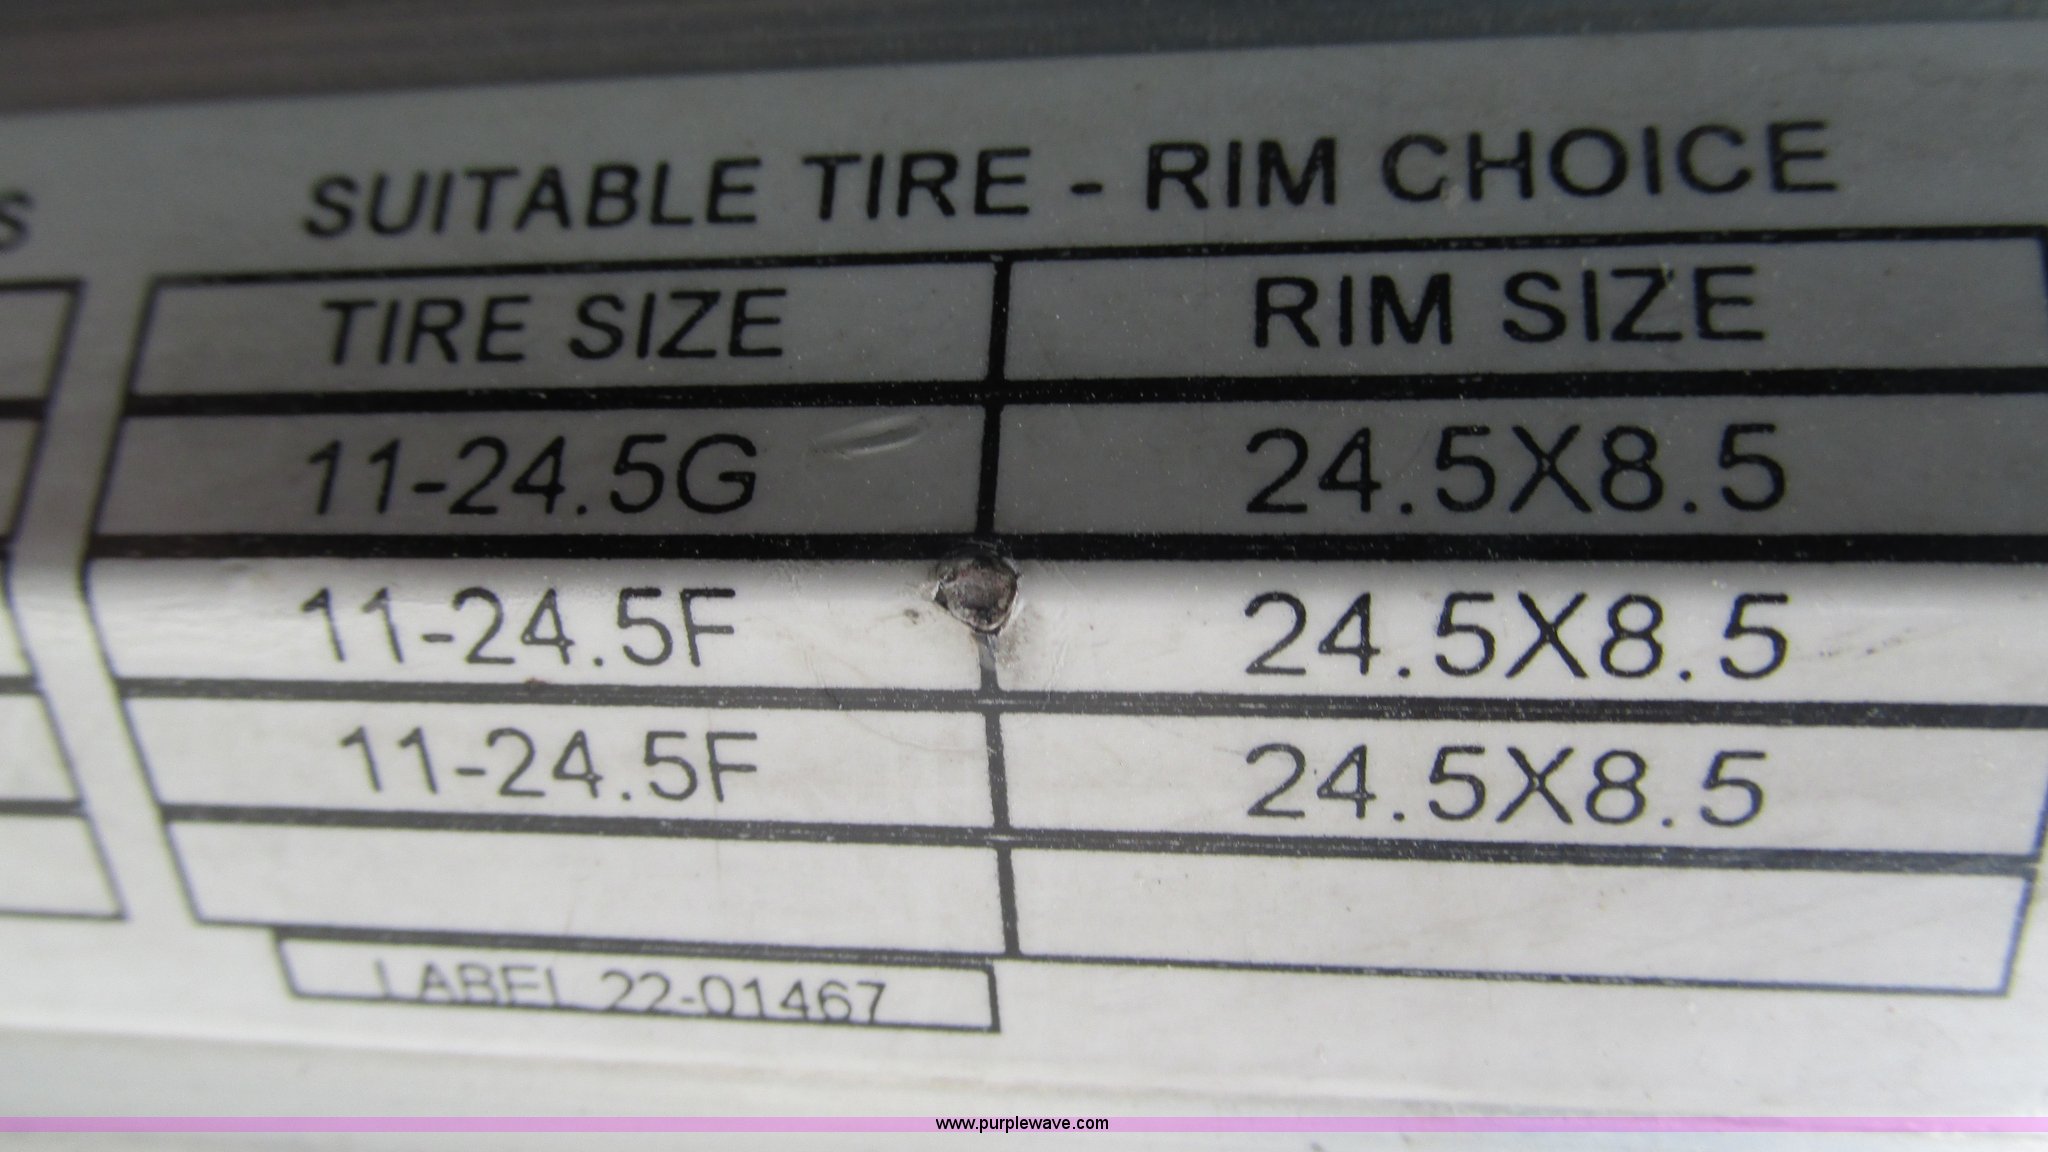 S
SUITABLE TIRE - RIM CHOICE
TIRE SIZE RIM SIZE
11-24.5G 24.5X8.5
11-24.5F 24.5X8.5
11-24.5F 24.5X8.5
LABEL 22-01467
www.purplewave.com